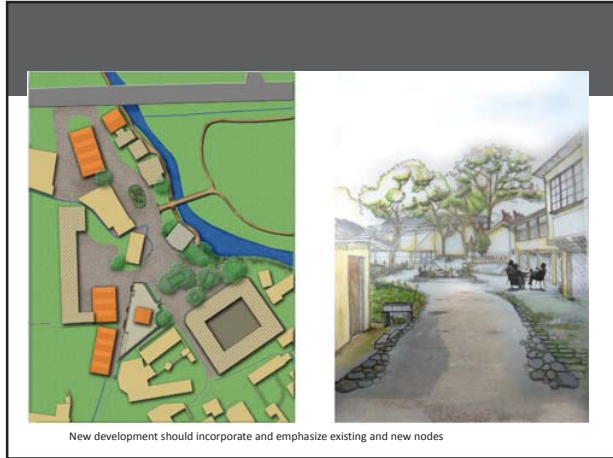 New development should incorporate and emphasize existing and new nodes